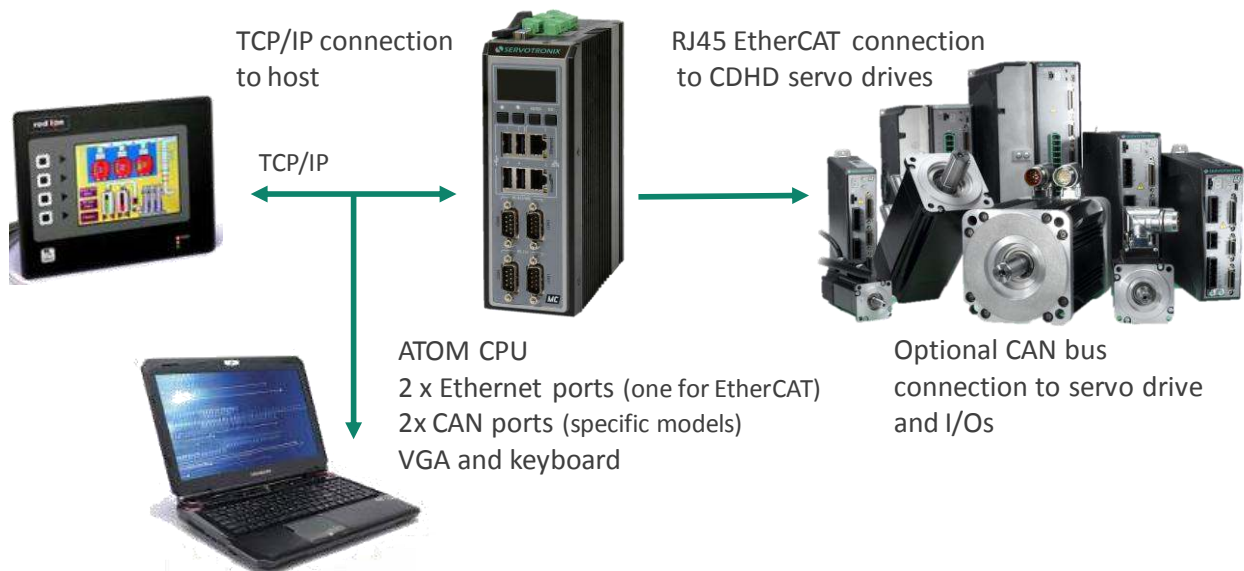 TCP/IP connection
to host
RJ45 EtherCAT connection
to CDHD servo drives
SERVOTRONIX
red lion
TCP/IP
MC
ATOM CPU
2 x Ethernet ports (one for EtherCAT)
2x CAN ports (specific models)
VGA and keyboard
Optional CAN bus
connection to servo drive
and I/Os